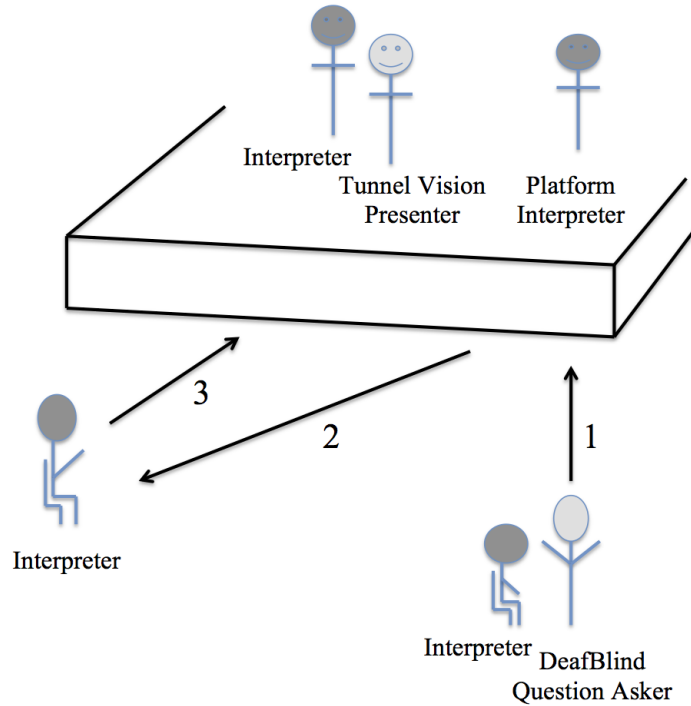 Interpreter
Tunnel Vision
Presenter
Platform
Interpreter
3
2
1
Interpreter
Interpreter
DeafBlind
Question Asker